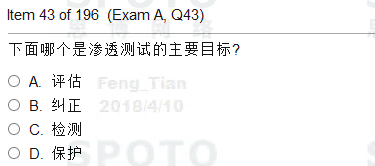 Item 43 of 196 (Exam A, Q43)
下面哪个是渗透测试的主要目标?
A. 评估
Feng_Tian
B. 纠正
2018/4/10
C. 检测
D. 保护
SPOTO